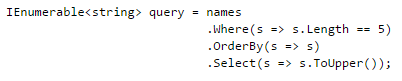 IEnumerable<string> query = names
.Where(s => s.Length == 5)
.OrderBy(s => s)
.Select(s => s.ToUpper());